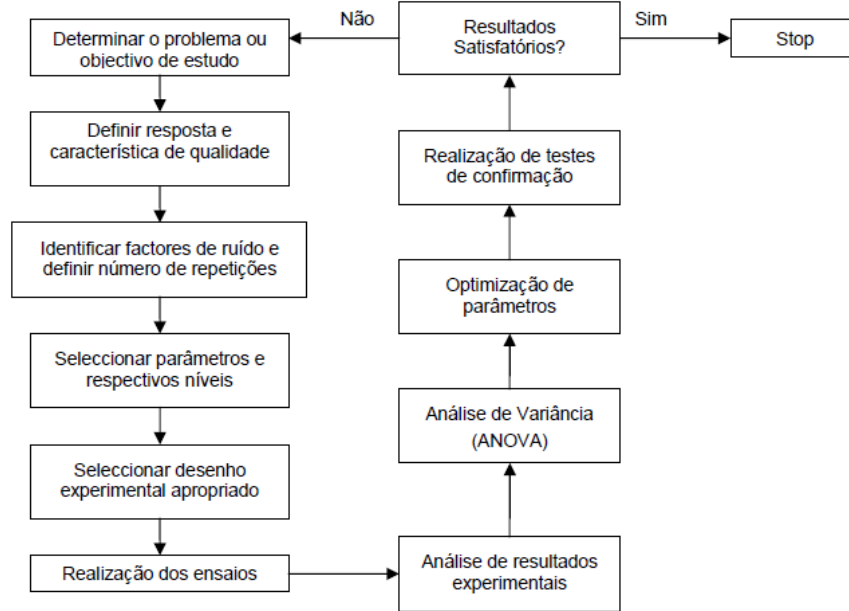 Determinar o problema ou
objectivo de estudo
Definir resposta e
característica de qualidade
Identificar factores de ruído e
definir número de repetições
Seleccionar parâmetros e
respectivos níveis
Seleccionar desenho
experimental apropriado
Realização dos ensaios
Análise de resultados
experimentais
Análise de Variância
(ANOVA)
Optimização de
parâmetros
Realização de testes
de confirmação
Resultados
Satisfatórios?
Não
Sim
Stop